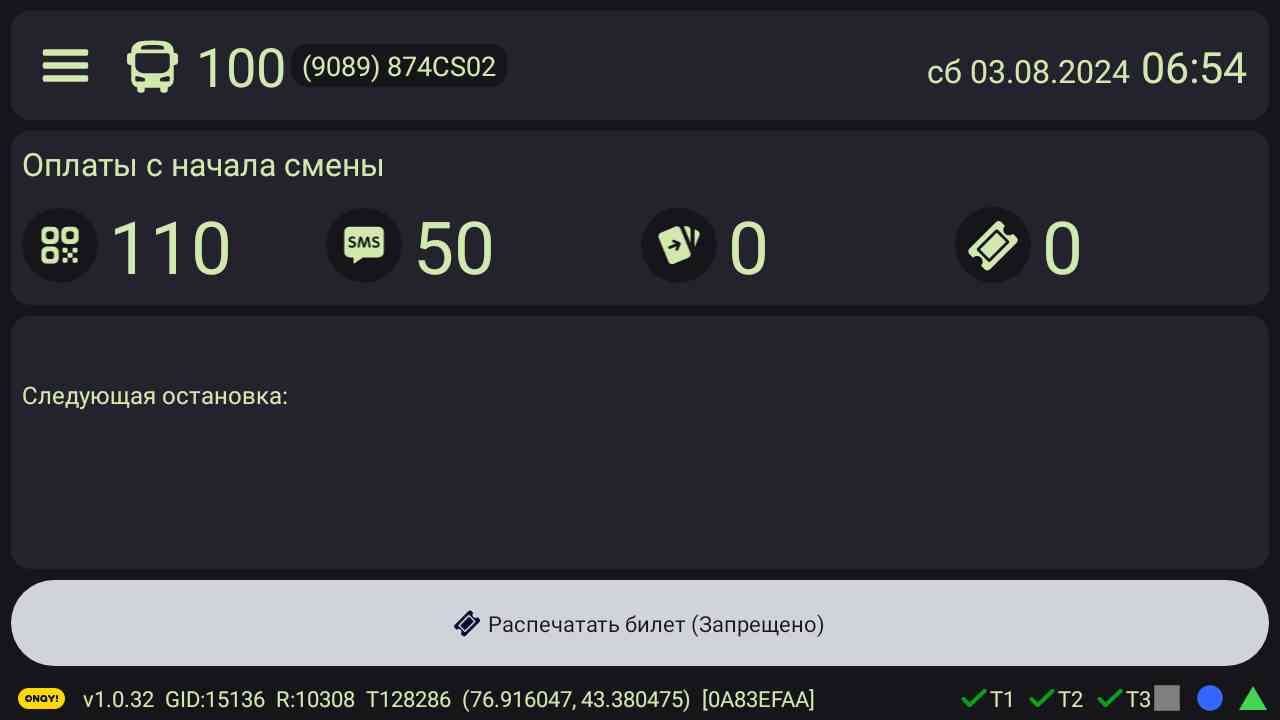 100 (9089) 874CS02 сб 03.08.2024 06:54
Оплаты с начала смены
110 SMS 50 0 0
Следующая остановка:
Распечатать билет (Запрещено)
ONAY! v1.0.32 GID:15136 R:10308 T128286 (76.916047, 43.380475) [0A83EFAA] T1 T2 T3